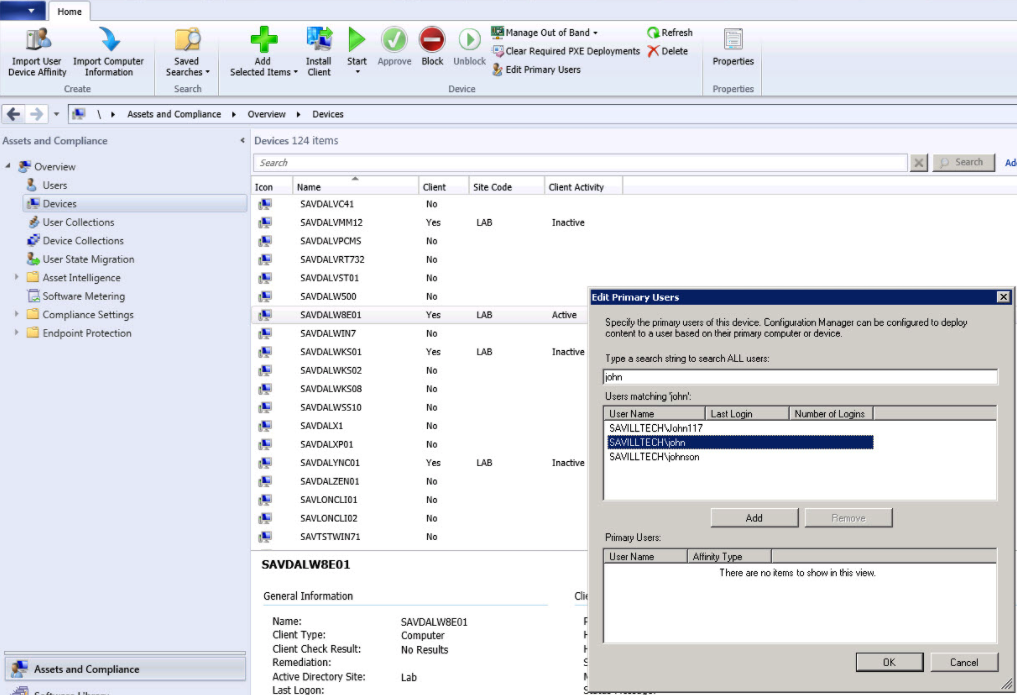 Home
Import User
Device Affinity
Import Computer
Information
Create
Saved
Searches
Search
Add
Selected Items
Install
Client
Start
Approve
Block
Unblock
Manage Out of Band
Clear Required PXE Deployments
Edit Primary Users
Refresh
Delete
Device
Properties
Properties
\ Assets and Compliance Overview Devices
Assets and Compliance
Overview
Users
Devices
User Collections
Device Collections
User State Migration
Asset Intelligence
Software Metering
Compliance Settings
Endpoint Protection
Assets and Compliance
Software Library
Devices 124 items
Search Search
Icon Name Client Site Code Client Activity
SAVDALVC41 No
SAVDALVMM12 Yes LAB Inactive
SAVDALVPCMS No
SAVDALVRT732 No
SAVDALVST01 No
SAVDALW500 No
SAVDALW8E01 Yes LAB Active
SAVDALWIN7 No
SAVDALWKS01 Yes LAB Inactive
SAVDALWKS02 No
SAVDALWKS08 No
SAVDALWSS10 No
SAVDALX1 No
SAVDALXP01 No
SAVDALYNC01 Yes LAB Inactive
SAVDALZEN01 No
SAVLONCLI01 No
SAVLONCLI02 No
SAVTSTWIN71 No
SAVDALW8E01
General Information
Name: SAVDALW8E01
Client Type: Computer
Client Check Result: No Results
Remediation:
Active Directory Site: Lab
Last Logon:
Edit Primary Users
Specify the primary users of this device. Configuration Manager can be configured to deploy
content to a user based on their primary computer or device.
Type a search string to search ALL users:
john
Users matching 'john':
User Name Last Login Number of Logins
SAVILLTECH\John117
SAVILLTECH\john
SAVILLTECH\johnson
Add Remove
Primary Users:
User Name Affinity Type
There are no items to show in this view.
OK Cancel